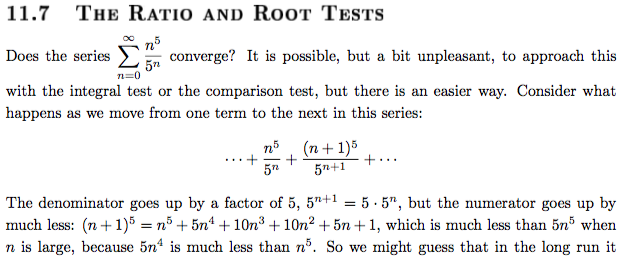 11.7 THE RATIO AND ROOT TESTS
Does the series \sum_{n=0}^{\infty} \frac{n^5}{5^n} converge? It is possible, but a bit unpleasant, to approach this
with the integral test or the comparison test, but there is an easier way. Consider what
happens as we move from one term to the next in this series:
\cdots + \frac{n^5}{5^n} + \frac{(n+1)^5}{5^{n+1}} + \cdots
The denominator goes up by a factor of 5, 5^{n+1} = 5 · 5^n, but the numerator goes up by
much less: (n + 1)^5 = n^5 + 5n^4 + 10n^3 + 10n^2 + 5n + 1, which is much less than 5n^5 when
n is large, because 5n^4 is much less than n^5. So we might guess that in the long run it